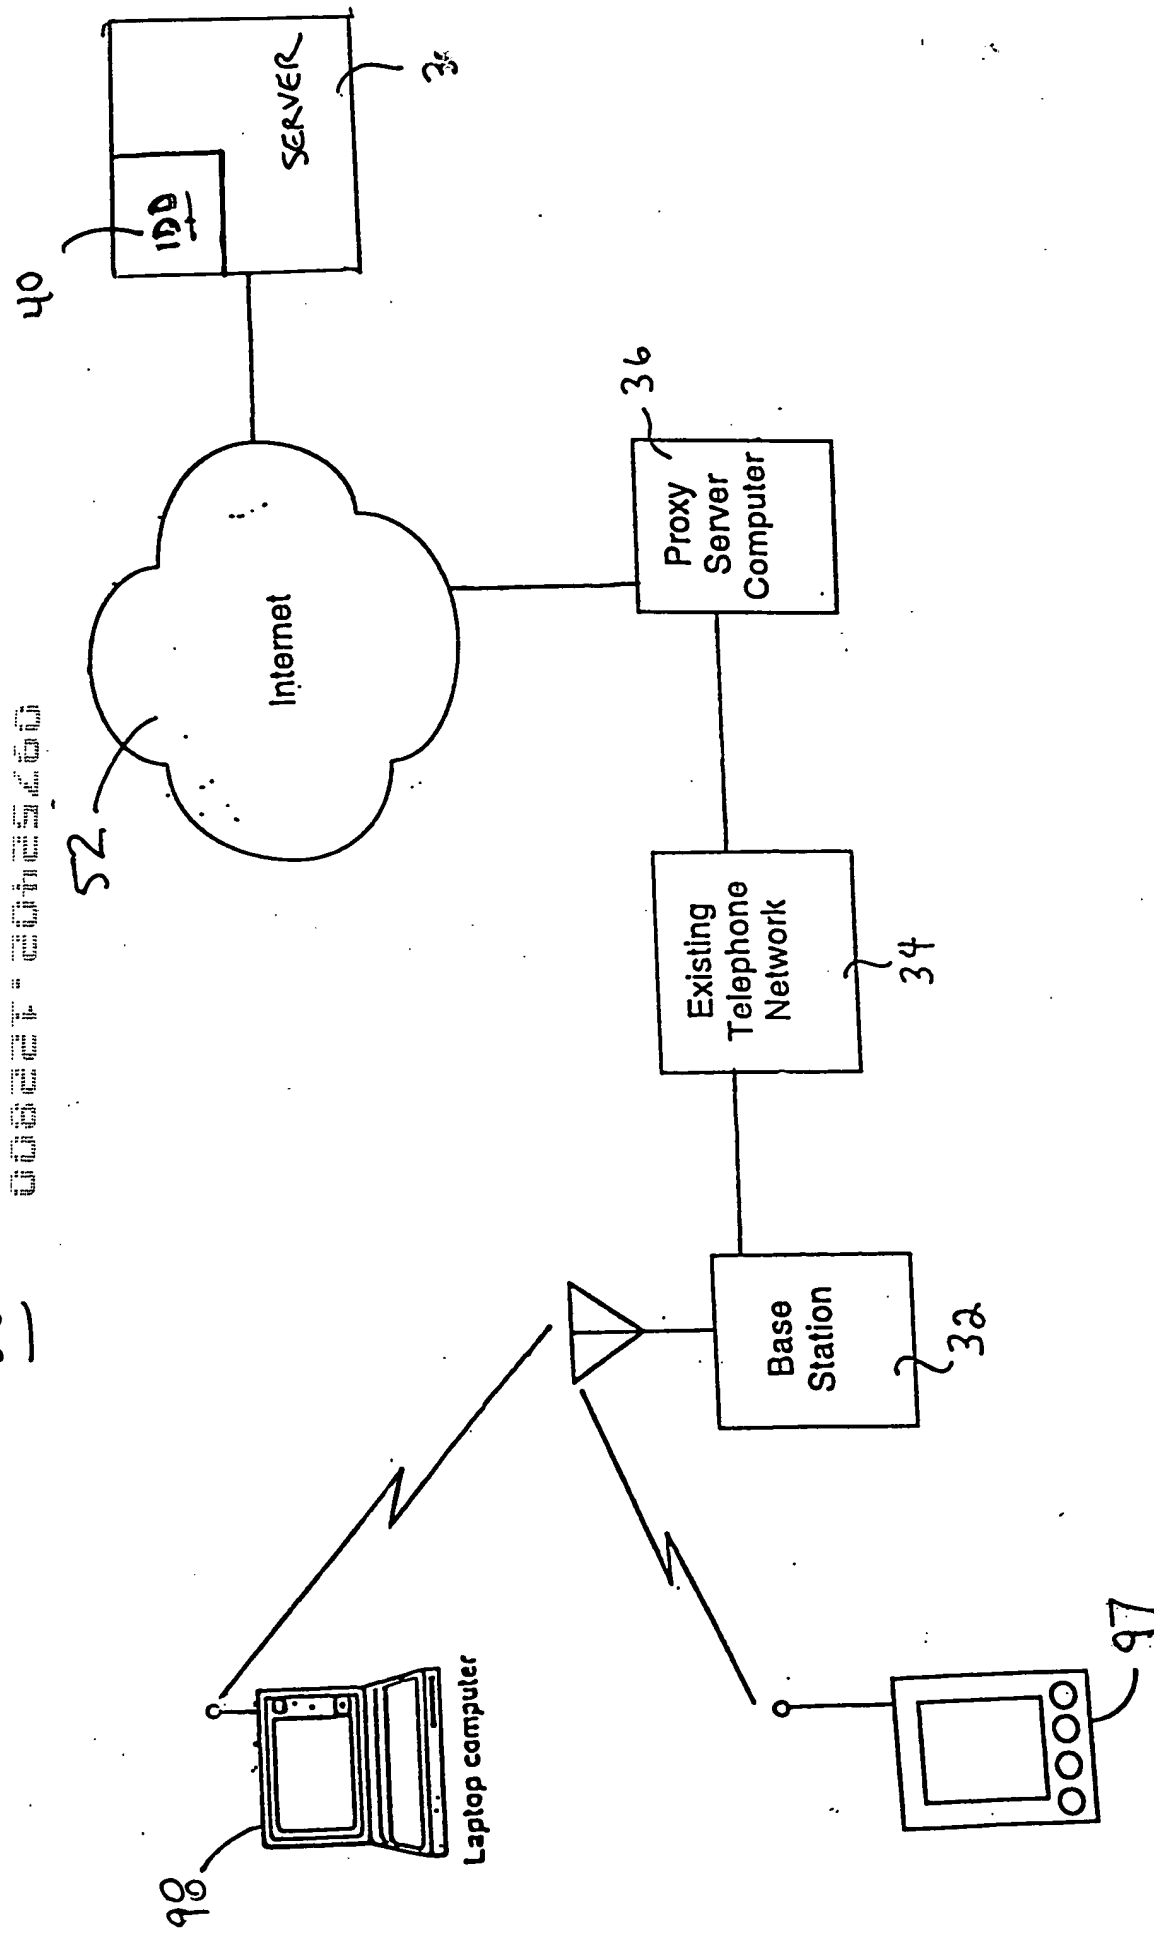 40
52
IDD
SERVER
98
Internet
Laptop computer
36
Proxy
Server
Computer
Existing
Telephone
Network
34
Base
Station
32
97